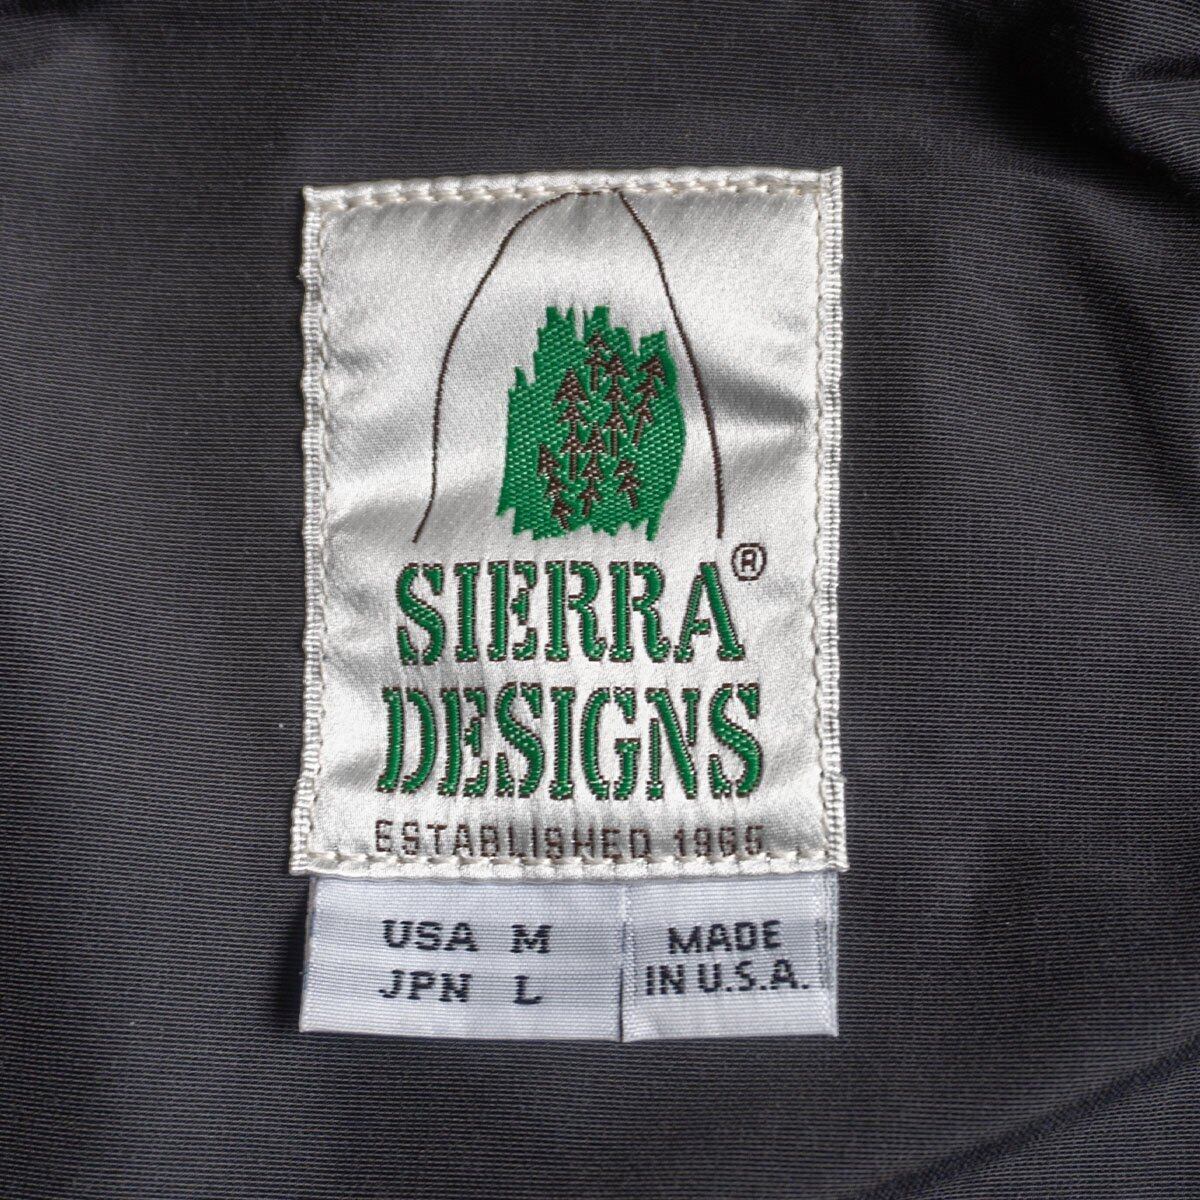 SIERRA®
DESIGNS
ESTABLISHED 1965
USA M
JPN L
MADE
IN U.S.A.